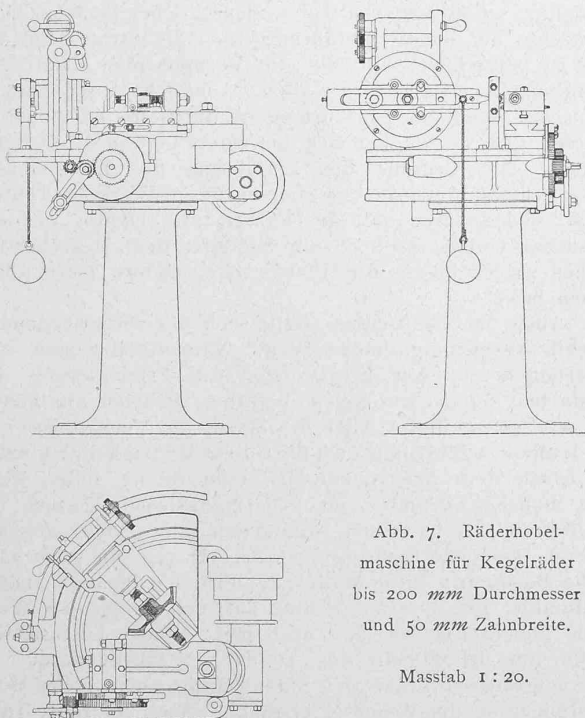 Abb. 7. Räderhobel-
maschine für Kegelräder
bis 200 mm Durchmesser
und 50 mm Zahnbreite.
Masstab 1 : 20.